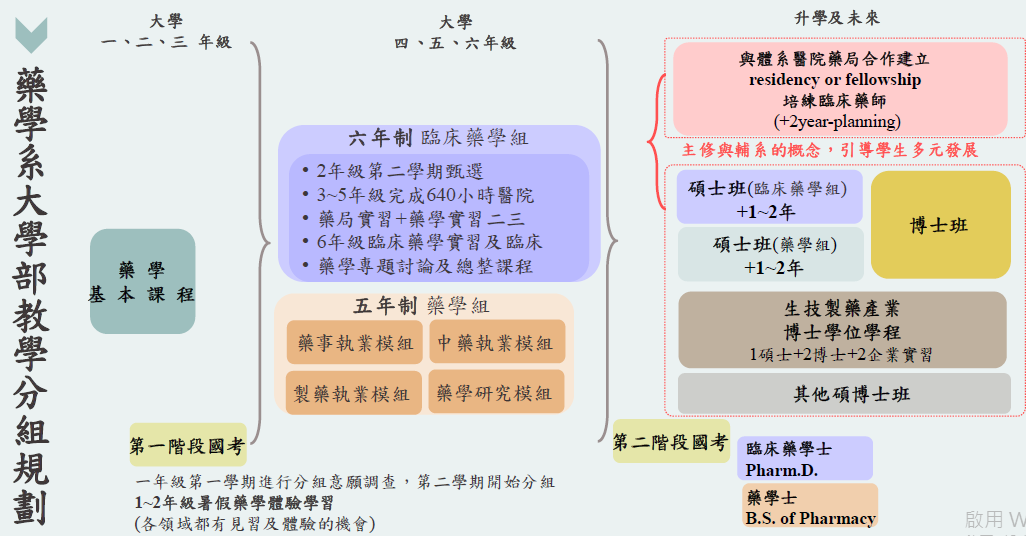 藥學系大學部教學分組規劃
大學
一、二、三 年級
大學
四、五、六年級
升學及未來
藥 學
基 本 課 程
第一階段國考
六年制 臨床藥學組
• 2年級第二學期甄選
• 3~5年級完成640小時醫院
• 藥局實習+藥學實習二三
• 6年級臨床藥學實習及臨床
• 藥學專題討論及總整課程
五年制 藥學組
藥事執業模組
中藥執業模組
製藥執業模組
藥學研究模組
第二階段國考
與體系醫院藥局合作建立
residency or fellowship
培練臨床藥師
(+2year-planning)
主修與輔系的概念，引導學生多元發展
碩士班(臨床藥學組)
+1~2年
碩士班(藥學組)
+1~2年
博士班
生技製藥產業
博士學位學程
1碩士+2博士+2企業實習
其他碩博士班
臨床藥學士
Pharm.D.
藥學士
B.S. of Pharmacy
一年級第一學期進行分組意願調查，第二學期開始分組
1~2年級暑假藥學體驗學習
(各領域都有見習及體驗的機會)
啟用 W